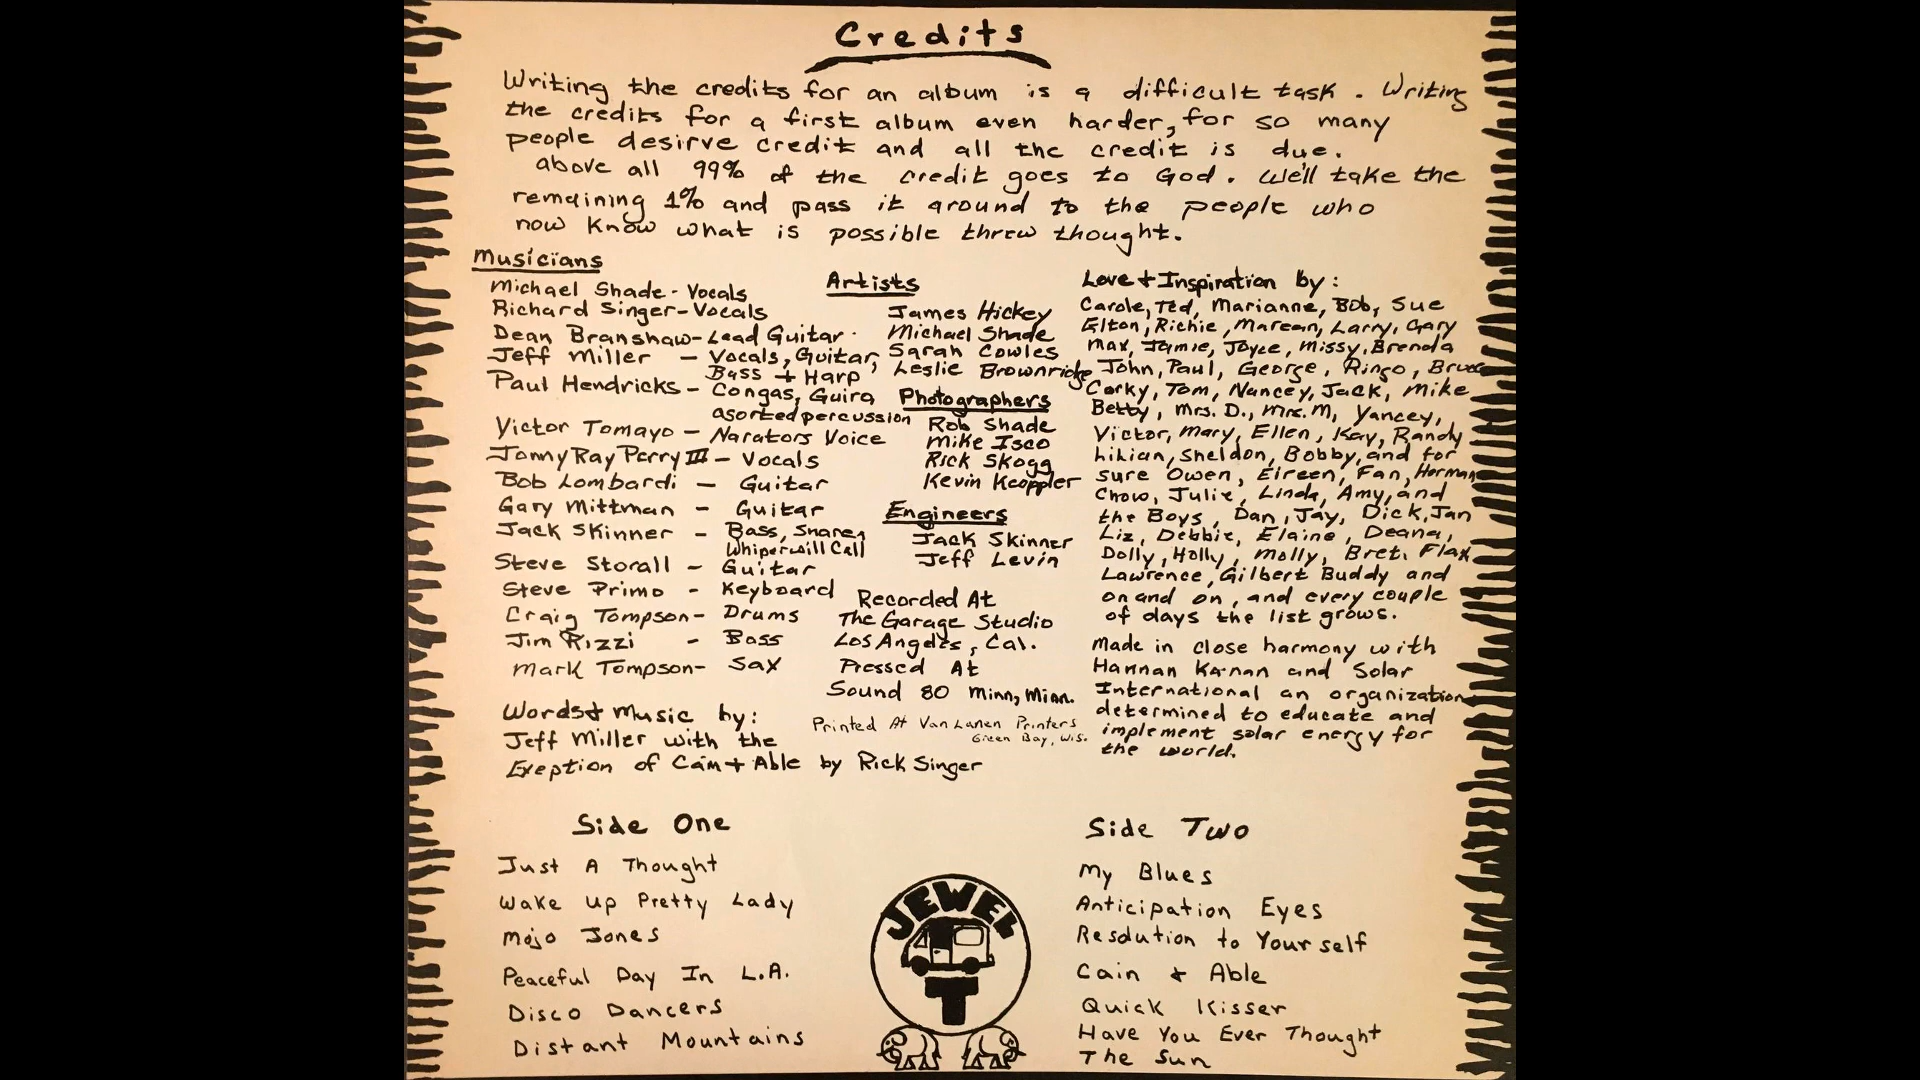 Credits
Writing the credits for an album is a difficult task. Writing
the credits for a first album even harder, for so many
people desirve credit and all the credit is due.
above all 99% of the credit goes to God. We'll take the
remaining 1% and pass it around to the people who
now know what is possible threw thought.
Musicians
Michael Shade - Vocals
Richard Singer - Vocals
Dean Branshaw - Lead Guitar
Jeff Miller - Vocals, Guitar,
Bass + Harp
Paul Hendricks - Congas, Guira
asorted percussion
Victor Tomayo - Narators Voice
Jonny Ray Perry III - Vocals
Bob Lombardi - Guitar
Gary Mittman - Guitar
Jack Skinner - Bass, Snare,
Whiperwill Call
Steve Storall - Guitar
Steve Primo - Keyboard
Craig Tompson - Drums
Jim Rizzi - Bass
Mark Tompson - Sax
Words + Music by:
Jeff Miller with the
Exeption of Cain + Able by Rick Singer
Artists
James Hickey
Michael Shade
Sarah Cowles
Leslie Brownridge
Photographers
Rob Shade
Mike Isco
Rick Skogg
Kevin Keoppler
Engineers
Jack Skinner
Jeff Levin
Recorded At
The Garage Studio
Los Angeles, Cal.
Pressed At
Sound 80 Minn, Minn.
Printed At Van Lanen Printers
Green Bay, Wis.
Love + Inspiration by:
Carole, Ted, Marianne, Bob, Sue
Elton, Richie, Marean, Larry, Gary
Max, Jamie, Joyce, Missy, Brenda
John, Paul, George, Ringo, Bruce
Corky, Tom, Nancey, Jack, Mike
Betty, Mrs. D., Mrs. M, Yancey,
Victor, Mary, Ellen, Kay, Randy
Lillian, Sheldon, Bobby, and for
sure Owen, Eireen, Fan, Herman
Chow, Julie, Linda, Amy, and
the Boys, Dan, Jay, Dick, Jan
Liz, Debbie, Elaine, Deana,
Dolly, Holly, Molly, Bret, Flax
Lawrence, Gilbert Buddy and
on and on, and every couple
of days the list grows.
Made in close harmony with
Hannan Ka-nan and Solar
International an organization
determined to educate and
implement solar energy for
the world.
Side One
Just A Thought
Wake Up Pretty Lady
Mojo Jones
Peaceful Day In L.A.
Disco Dancers
Distant Mountains
JEWEL
Side Two
My Blues
Anticipation Eyes
Resolution to Your self
Cain + Able
Quick Kisser
Have You Ever Thought
The Sun